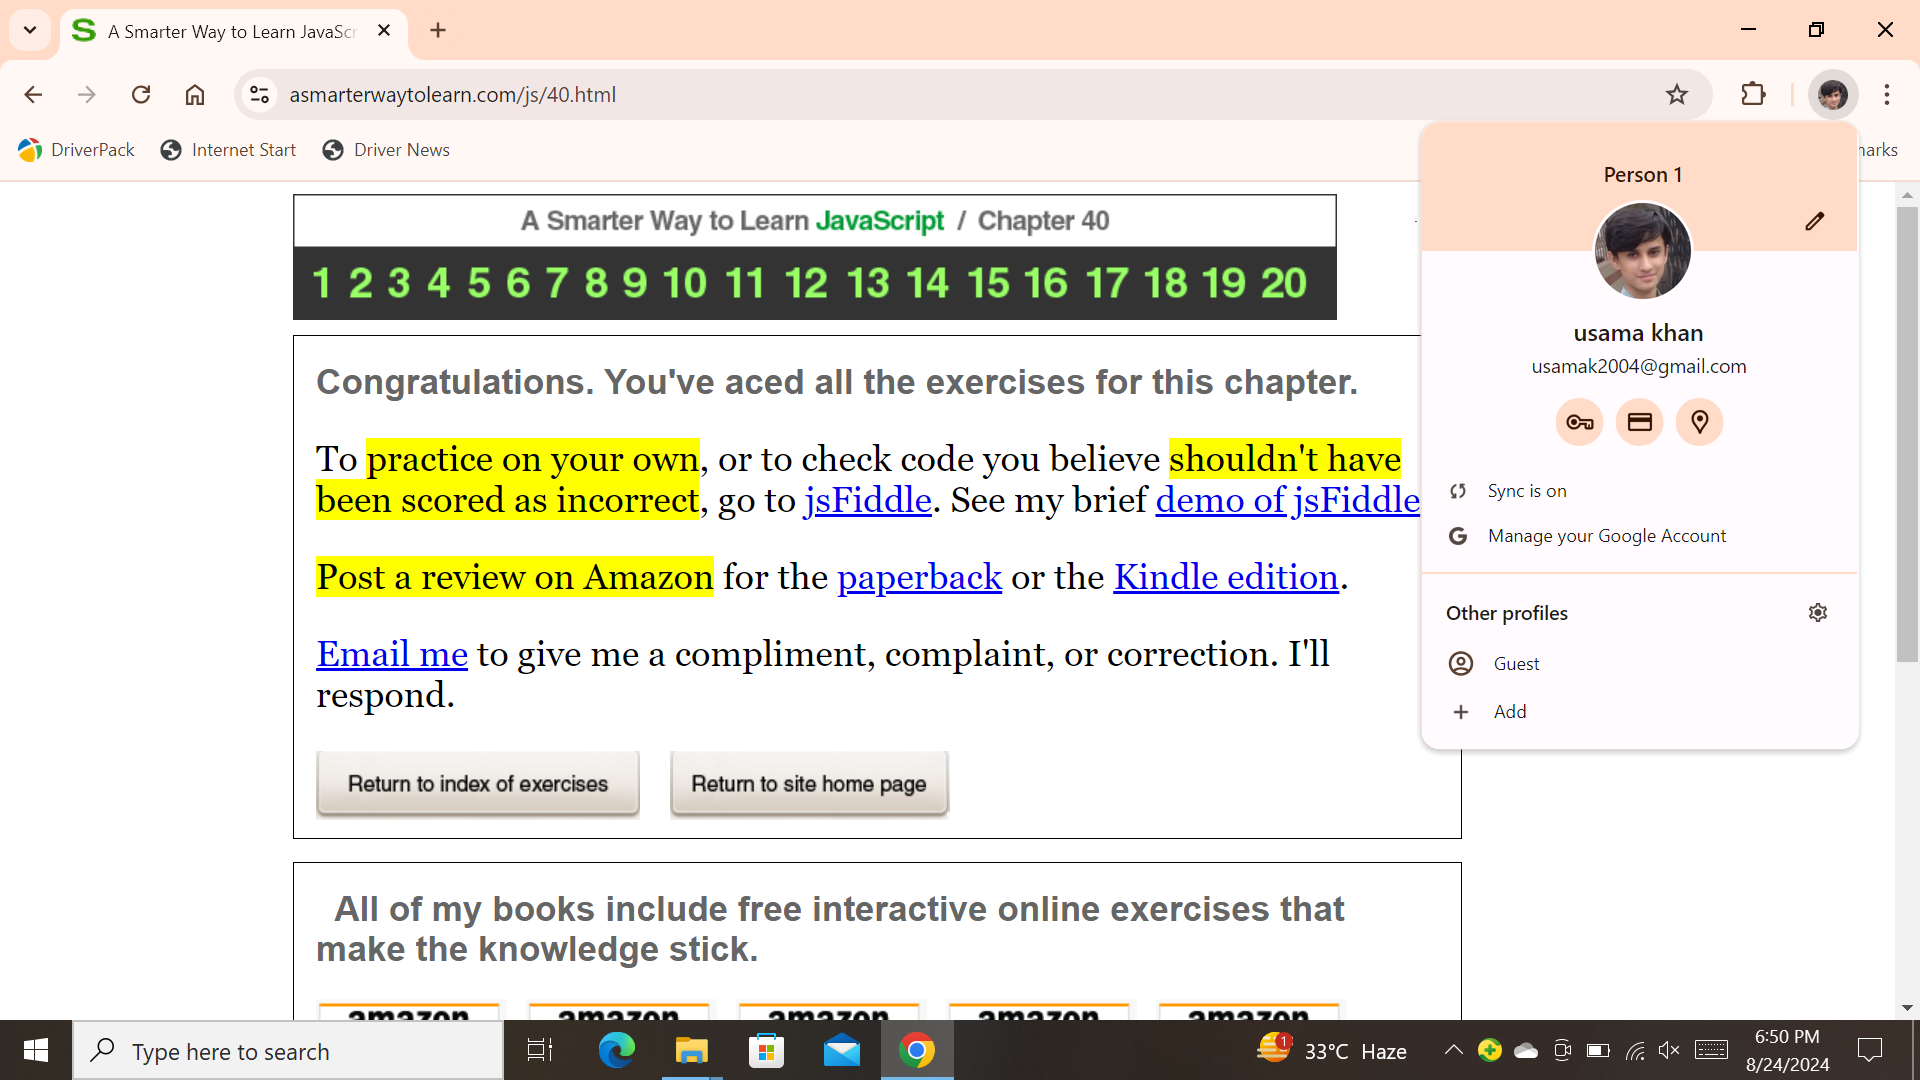 A Smarter Way to Learn JavaScr
asmarterwaytolearn.com/js/40.html
DriverPack
Internet Start
Driver News
arks
A Smarter Way to Learn JavaScript / Chapter 40
1 2 3 4 5 6 7 8 9 10 11 12 13 14 15 16 17 18 19 20
Congratulations. You've aced all the exercises for this chapter.
To practice on your own, or to check code you believe shouldn't have
been scored as incorrect, go to jsFiddle. See my brief demo of jsFiddle
Post a review on Amazon for the paperback or the Kindle edition.
Email me to give me a compliment, complaint, or correction. I'll
respond.
Return to index of exercises
Return to site home page
All of my books include free interactive online exercises that
make the knowledge stick.
amazon amazon amazon amazon amazon
Person 1
usama khan
usamak2004@gmail.com
Sync is on
Manage your Google Account
Other profiles
Guest
Add
Type here to search
1
33°C Haze
6:50 PM
8/24/2024